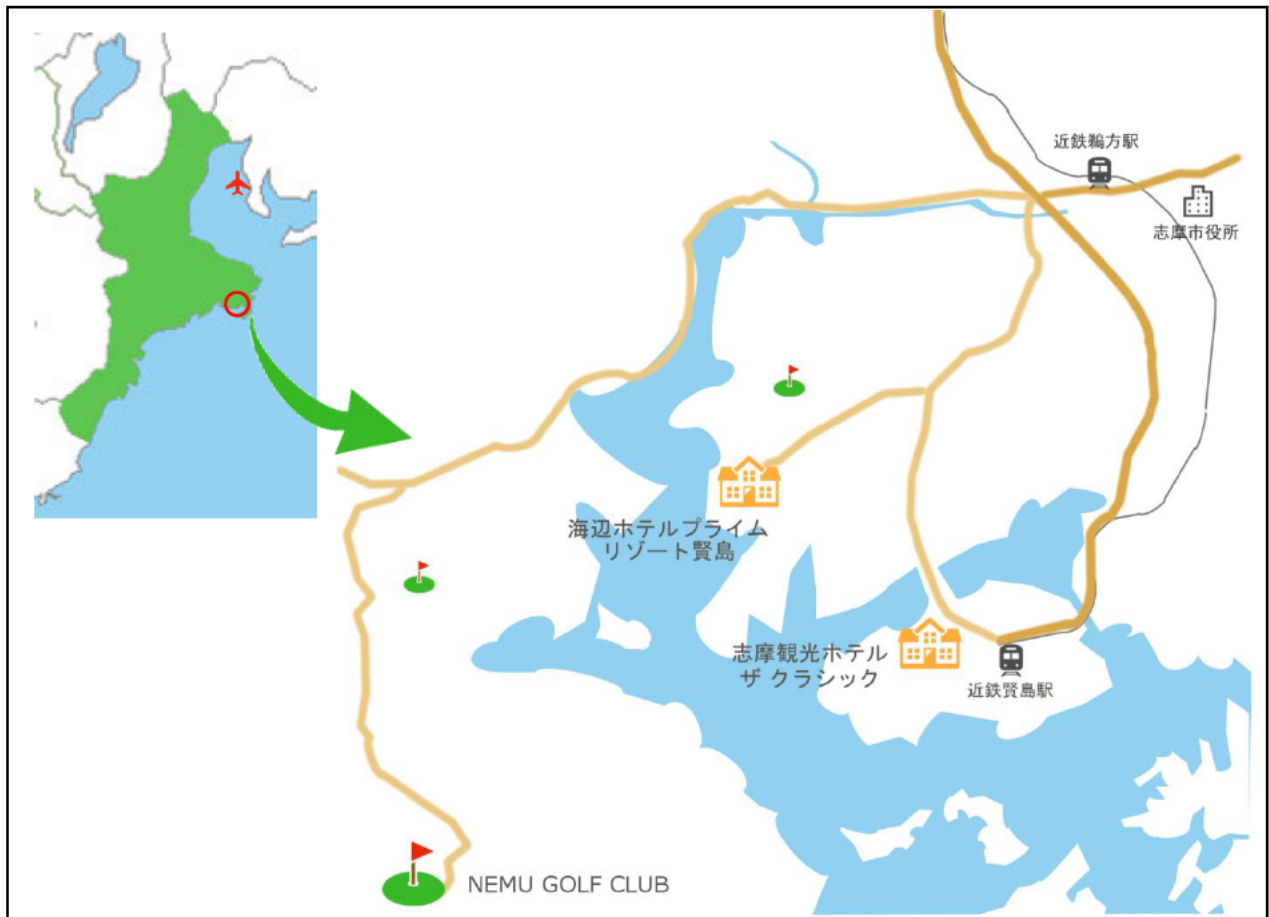 近鉄鵜方駅
志摩市役所
海辺ホテルプライム
リゾート賢島
志摩観光ホテル
ザ クラシック
近鉄賢島駅
NEMU GOLF CLUB